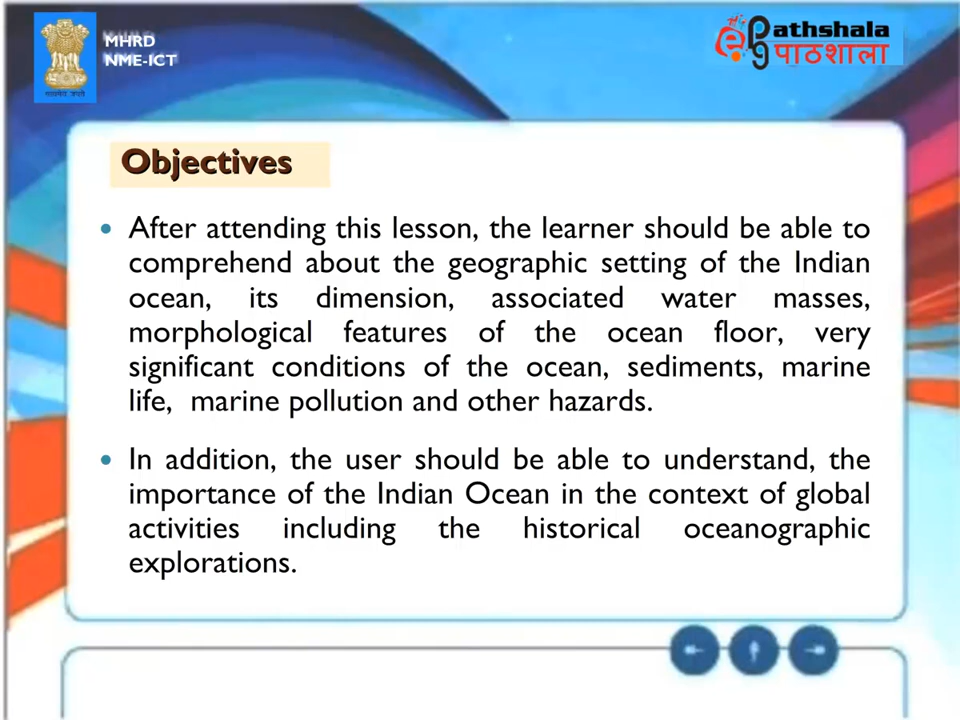 MHRD
NME-ICT
epg Pathshala
पाठशाला
Objectives
• After attending this lesson, the learner should be able to
comprehend about the geographic setting of the Indian
ocean, its dimension, associated water masses,
morphological features of the ocean floor, very
significant conditions of the ocean, sediments, marine
life, marine pollution and other hazards.
• In addition, the user should be able to understand, the
importance of the Indian Ocean in the context of global
activities including the historical oceanographic
explorations.